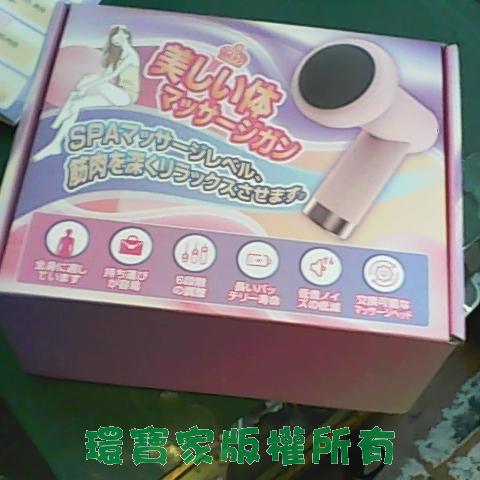 美しい体
マッサージガン
SPAマッサージレベル、
筋肉を深くリラックスさせます。
全身に適し
ています
持ち運び
が容易
6段階
の調整
長いバッ
テリー寿命
低音ノイ
ズの低減
交換可能な
マッサージヘッド
環寶家版權所有